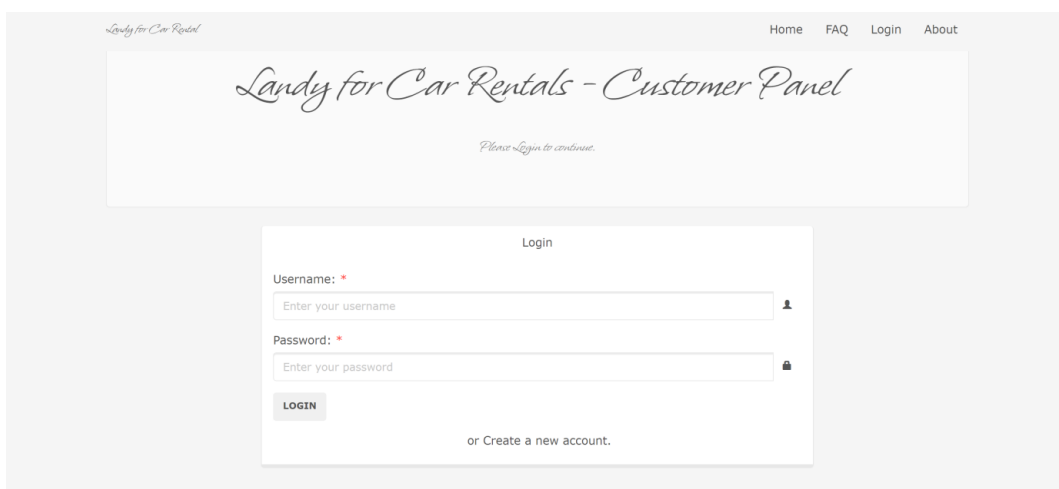 Landy for Car Rental
Home FAQ Login About
Landy for Car Rentals - Customer Panel
Please Login to continue.
Login
Username: *
Enter your username
Password: *
Enter your password
LOGIN
or Create a new account.